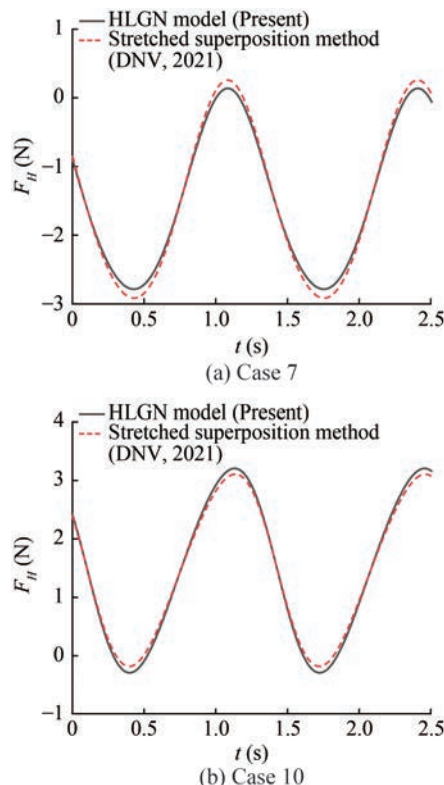 HLGN model (Present)
Stretched superposition method
(DNV, 2021)
1
0
−1
−2
−3
F_H (N)
0 0.5 1.0 1.5 2.0 2.5
t (s)
(a) Case 7
HLGN model (Present)
Stretched superposition method
(DNV, 2021)
4
3
2
1
0
−1
F_H (N)
0 0.5 1.0 1.5 2.0 2.5
t (s)
(b) Case 10